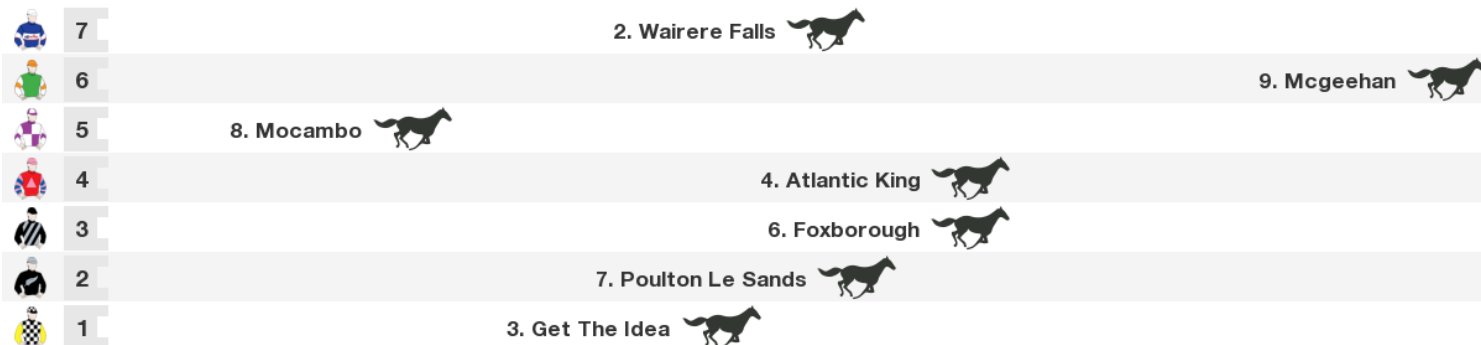 7 2. Wairere Falls
6 9. Mcgeehan
5 8. Mocambo
4 4. Atlantic King
3 6. Foxborough
2 7. Poulton Le Sands
1 3. Get The Idea